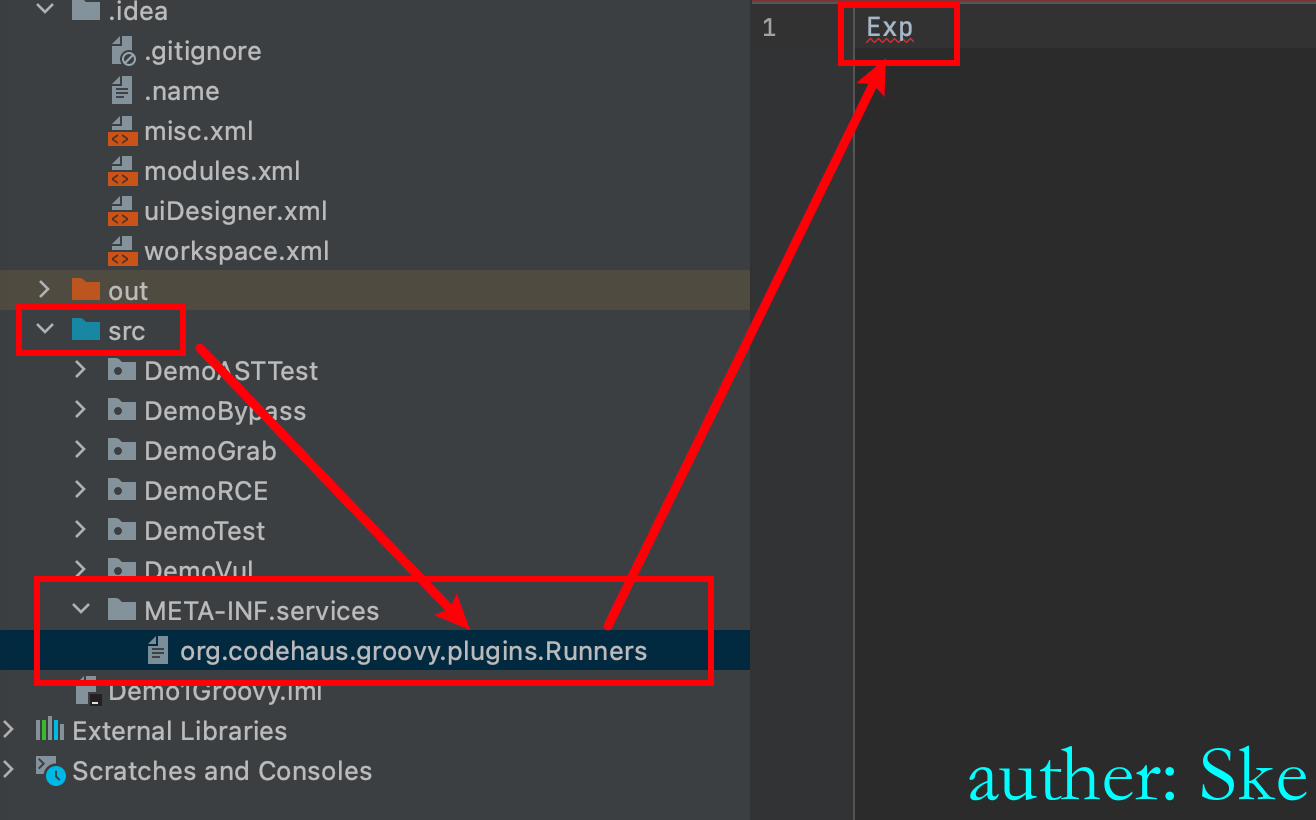 .idea
.gitignore
.name
misc.xml
modules.xml
uiDesigner.xml
workspace.xml
out
src
DemoASTTest
DemoBypass
DemoGrab
DemoRCE
DemoTest
DemoVul
META-INF.services
org.codehaus.groovy.plugins.Runners
Demo1Groovy.iml
External Libraries
Scratches and Consoles
1 Exp
auther: Ske